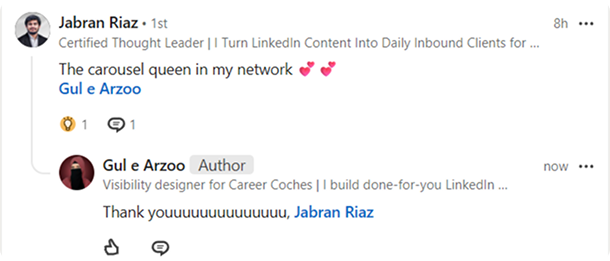 Jabran Riaz • 1st 8h •••
Certified Thought Leader | I Turn LinkedIn Content Into Daily Inbound Clients for ...
The carousel queen in my network 💕 💕
Gul e Arzoo
1 1
Gul e Arzoo Author now •••
Visibility designer for Career Coches | I build done-for-you LinkedIn ...
Thank youuuuuuuuuuuuuu, Jabran Riaz